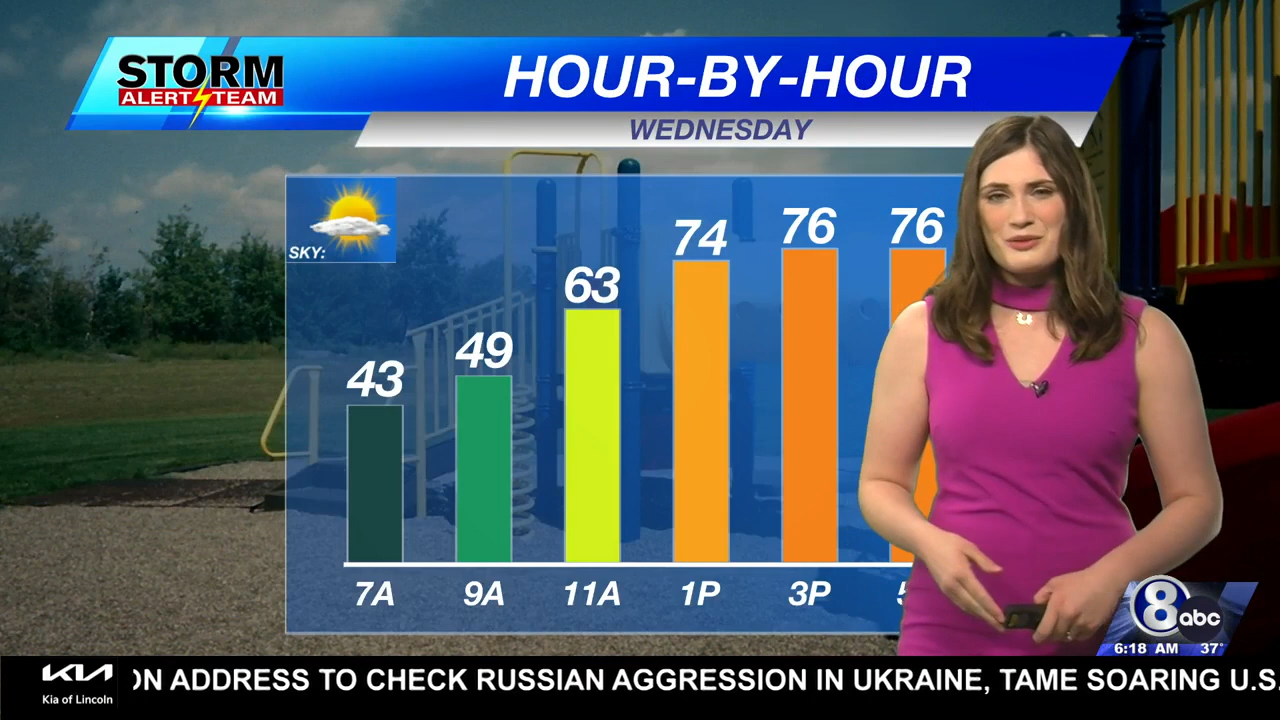 STORM
ALERT TEAM
HOUR-BY-HOUR
WEDNESDAY
SKY:
43 49 63 74 76 76
7A 9A 11A 1P 3P
8 abc
6:18 AM 37°
KIA
Kia of Lincoln
ON ADDRESS TO CHECK RUSSIAN AGGRESSION IN UKRAINE, TAME SOARING U.S.